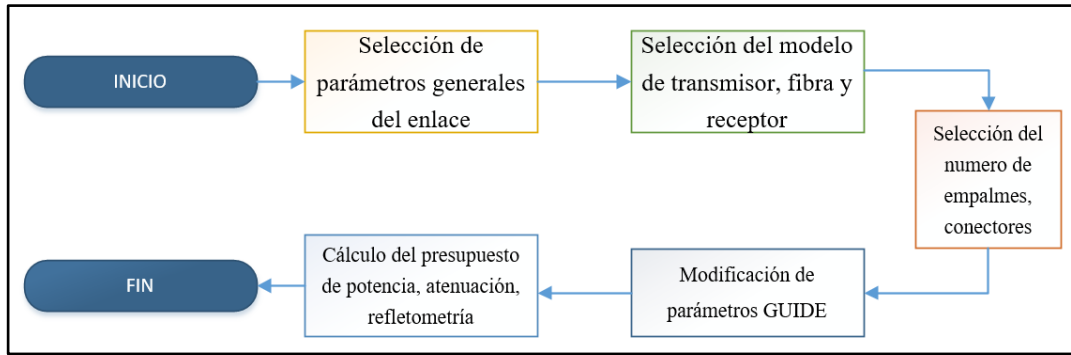 INICIO
Selección de
parámetros generales
del enlace
Selección del modelo
de transmisor, fibra y
receptor
Selección del
numero de
empalmes,
conectores
Modificación de
parámetros GUIDE
Cálculo del presupuesto
de potencia, atenuación,
refletometría
FIN